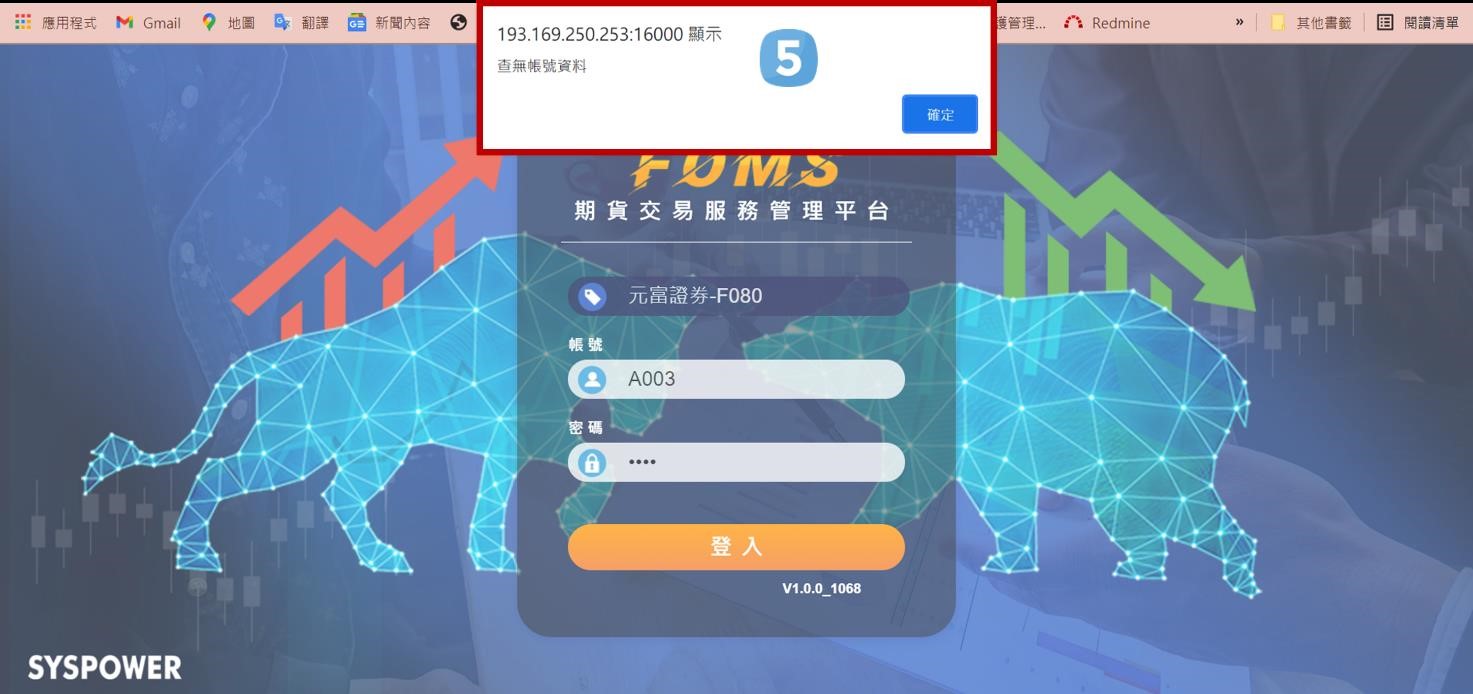 應用程式 Gmail 地圖 翻譯 新聞內容 護管理... Redmine » 其他書籤 閱讀清單
193.169.250.253:16000 顯示
5
查無帳號資料
確定
FOMS
期貨交易服務管理平台
元富證券-F080
帳號
A003
密碼
••••
登入
V1.0.0_1068
SYSPOWER